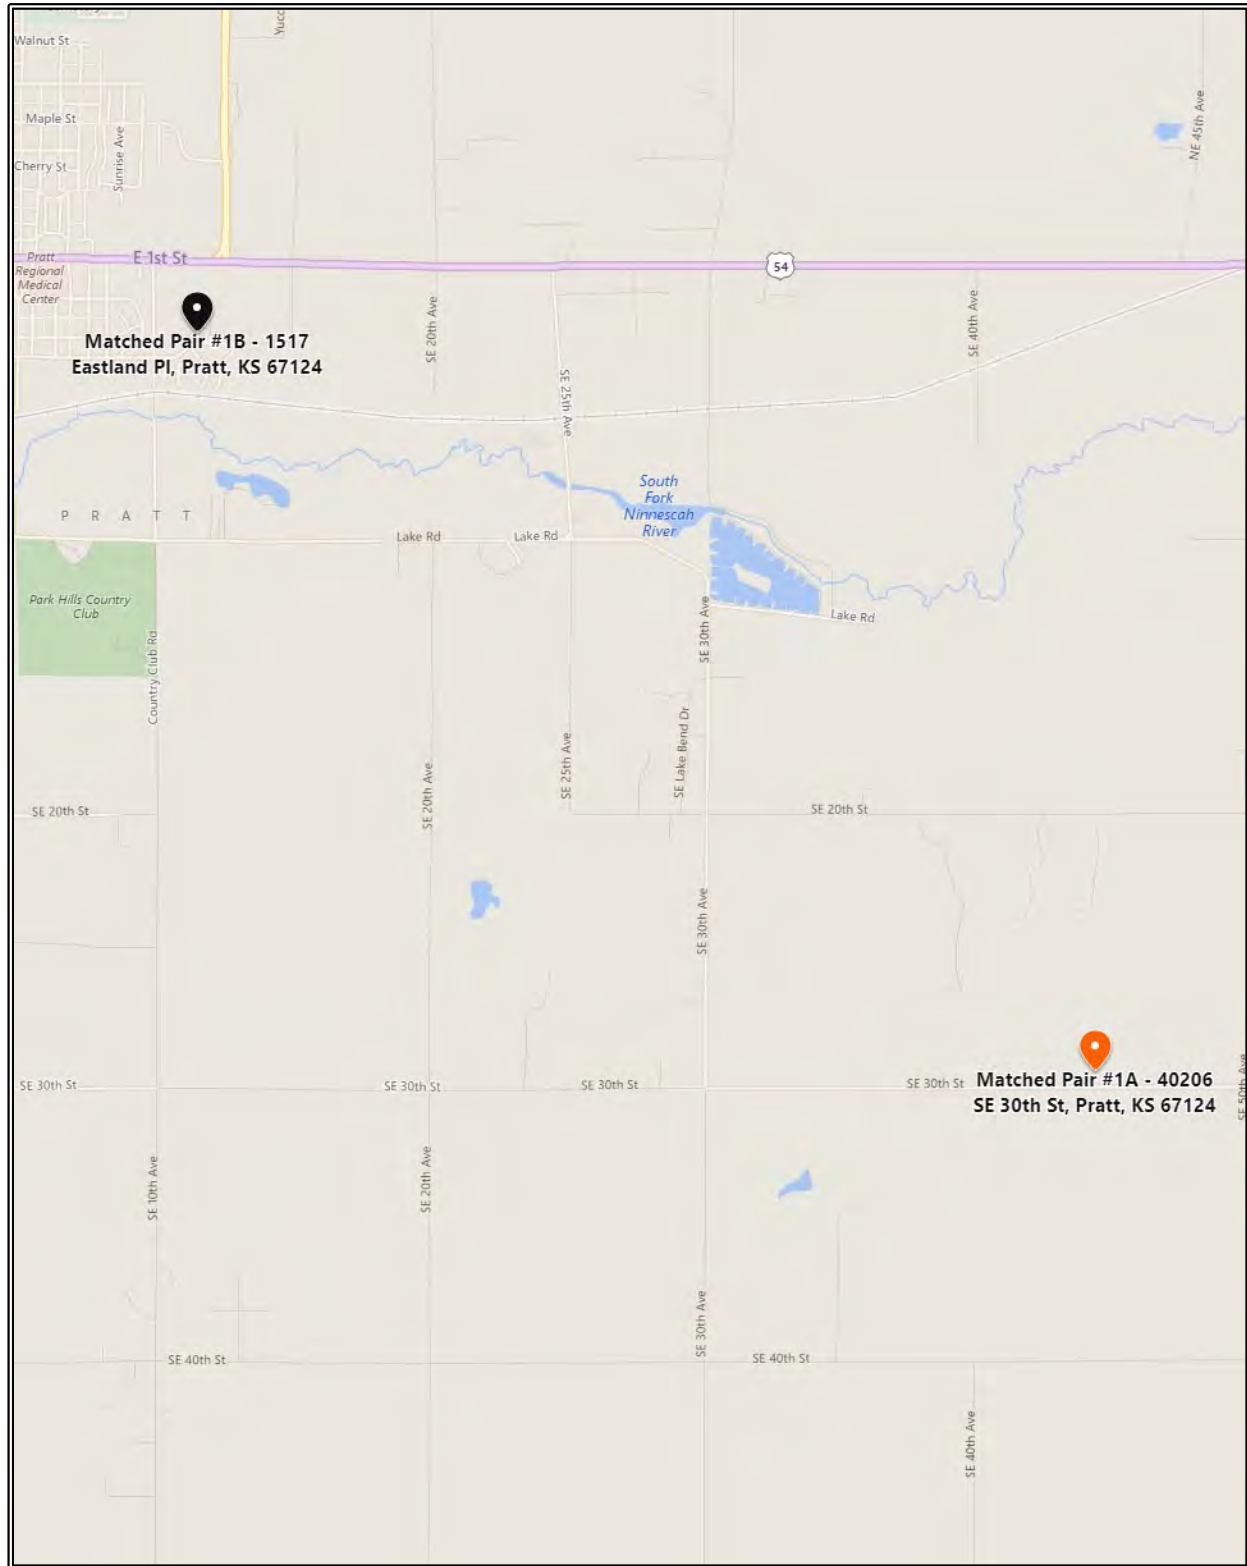 Walnut St
Yucc
Maple St
Sunrise Ave
NE 45th Ave
Cherry St
E 1st St
Pratt
Regional
Medical
Center
54
SE 20th Ave
SE 40th Ave
Matched Pair #1B - 1517
Eastland Pl, Pratt, KS 67124
SE 25th Ave
South
Fork
Ninnescah
River
PRATT
Lake Rd
Lake Rd
Park Hills Country
Club
SE 30th Ave
Lake Rd
Country Club Rd
SE 25th Ave
SE Lake Bend Dr
SE 20th Ave
SE 20th St
SE 20th St
SE 30th Ave
SE 30th St
SE 30th St
SE 30th St
SE 30th St
Matched Pair #1A - 40206
SE 30th St, Pratt, KS 67124
SE 50th Ave
SE 10th Ave
SE 20th Ave
SE 30th Ave
SE 40th St
SE 40th St
SE 40th Ave